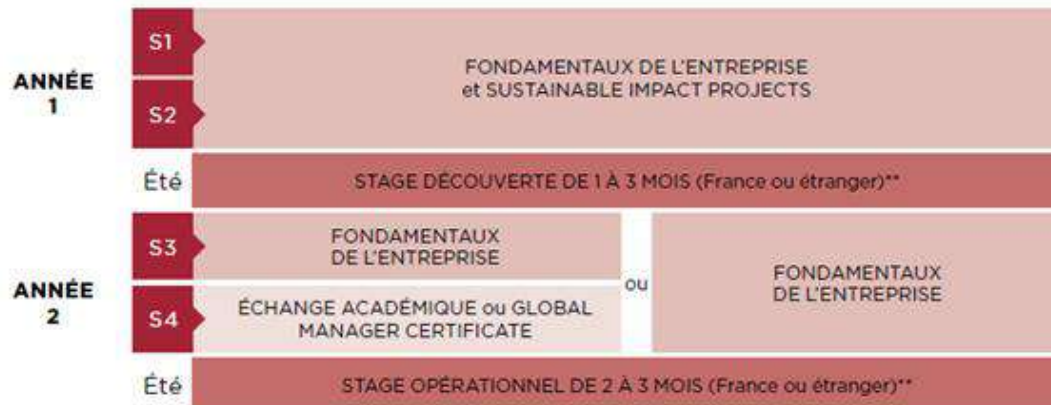 ANNÉE
1
S1
S2
FONDAMENTAUX DE L'ENTREPRISE
et SUSTAINABLE IMPACT PROJECTS
Été
STAGE DÉCOUVERTE DE 1 À 3 MOIS (France ou étranger)**
ANNÉE
2
S3
FONDAMENTAUX
DE L'ENTREPRISE
S4
ÉCHANGE ACADÉMIQUE ou GLOBAL
MANAGER CERTIFICATE
ou
FONDAMENTAUX
DE L'ENTREPRISE
Été
STAGE OPÉRATIONNEL DE 2 À 3 MOIS (France ou étranger)**